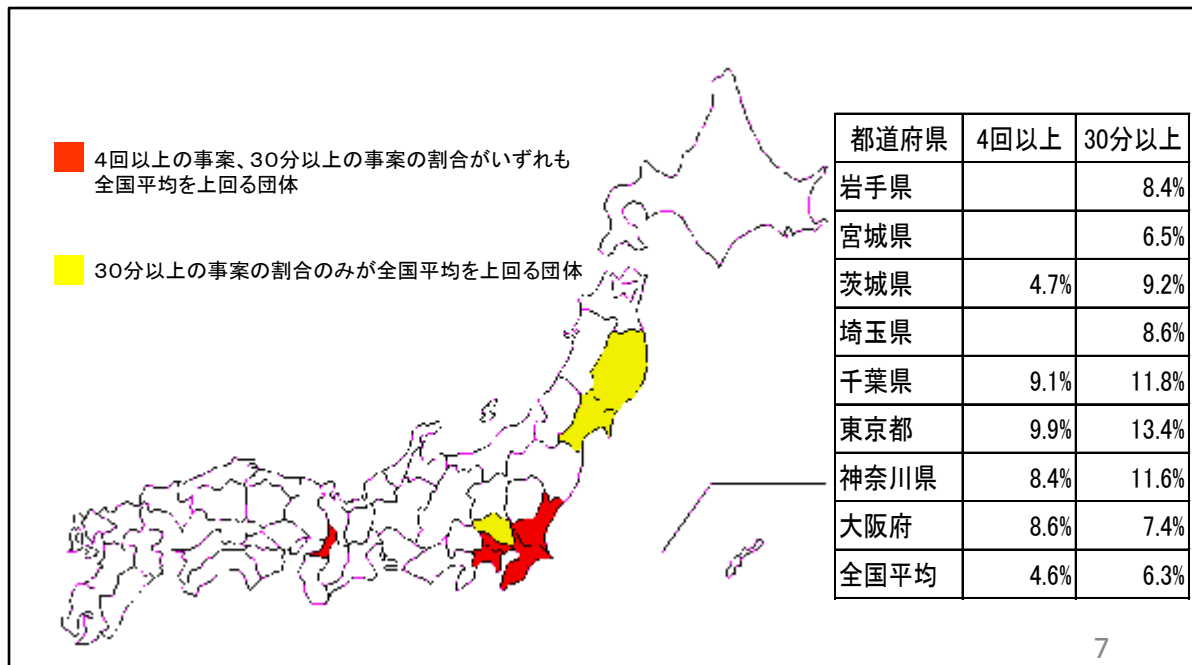 4回以上の事案、30分以上の事案の割合がいずれも
全国平均を上回る団体
30分以上の事案の割合のみが全国平均を上回る団体
都道府県 4回以上 30分以上
岩手県 8.4%
宮城県 6.5%
茨城県 4.7% 9.2%
埼玉県 8.6%
千葉県 9.1% 11.8%
東京都 9.9% 13.4%
神奈川県 8.4% 11.6%
大阪府 8.6% 7.4%
全国平均 4.6% 6.3%
7